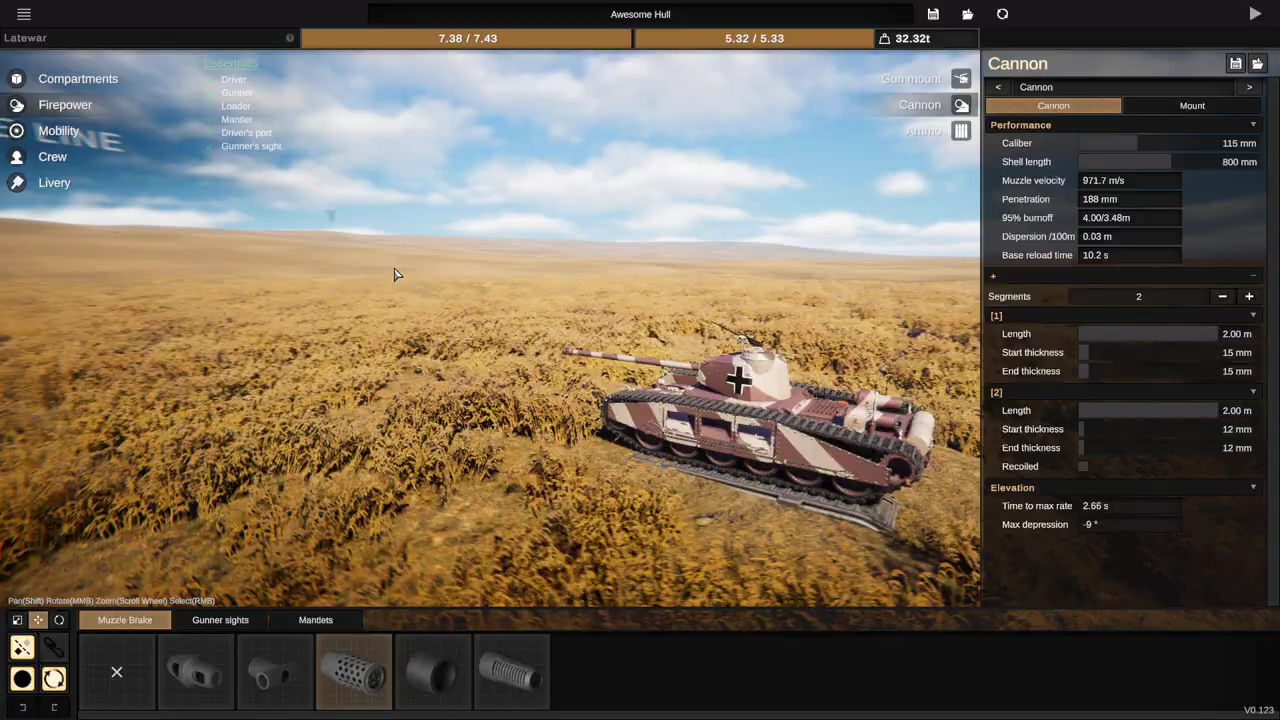 Awesome Hull
Latewar
7.38 / 7.43
5.32 / 5.33
32.32t
Compartments
Firepower
Mobility
Crew
Livery
LINE
Essentials
Driver
Gunner
Loader
Mantlet
Driver's port
Gunner's sight
Gun mount
Cannon
Ammo
Cannon
< Cannon >
Cannon Mount
Performance
Caliber 115 mm
Shell length 800 mm
Muzzle velocity 971.7 m/s
Penetration 188 mm
95% burnoff 4.00/3.48m
Dispersion /100m 0.03 m
Base reload time 10.2 s
+ −
Segments 2 − +
[1]
Length 2.00 m
Start thickness 15 mm
End thickness 15 mm
[2]
Length 2.00 m
Start thickness 12 mm
End thickness 12 mm
Recoiled
Elevation
Time to max rate 2.66 s
Max depression -9 °
Pan(Shift) Rotate(MMB) Zoom(Scroll Wheel) Select(RMB)
Muzzle Brake Gunner sights Mantlets
V0.123